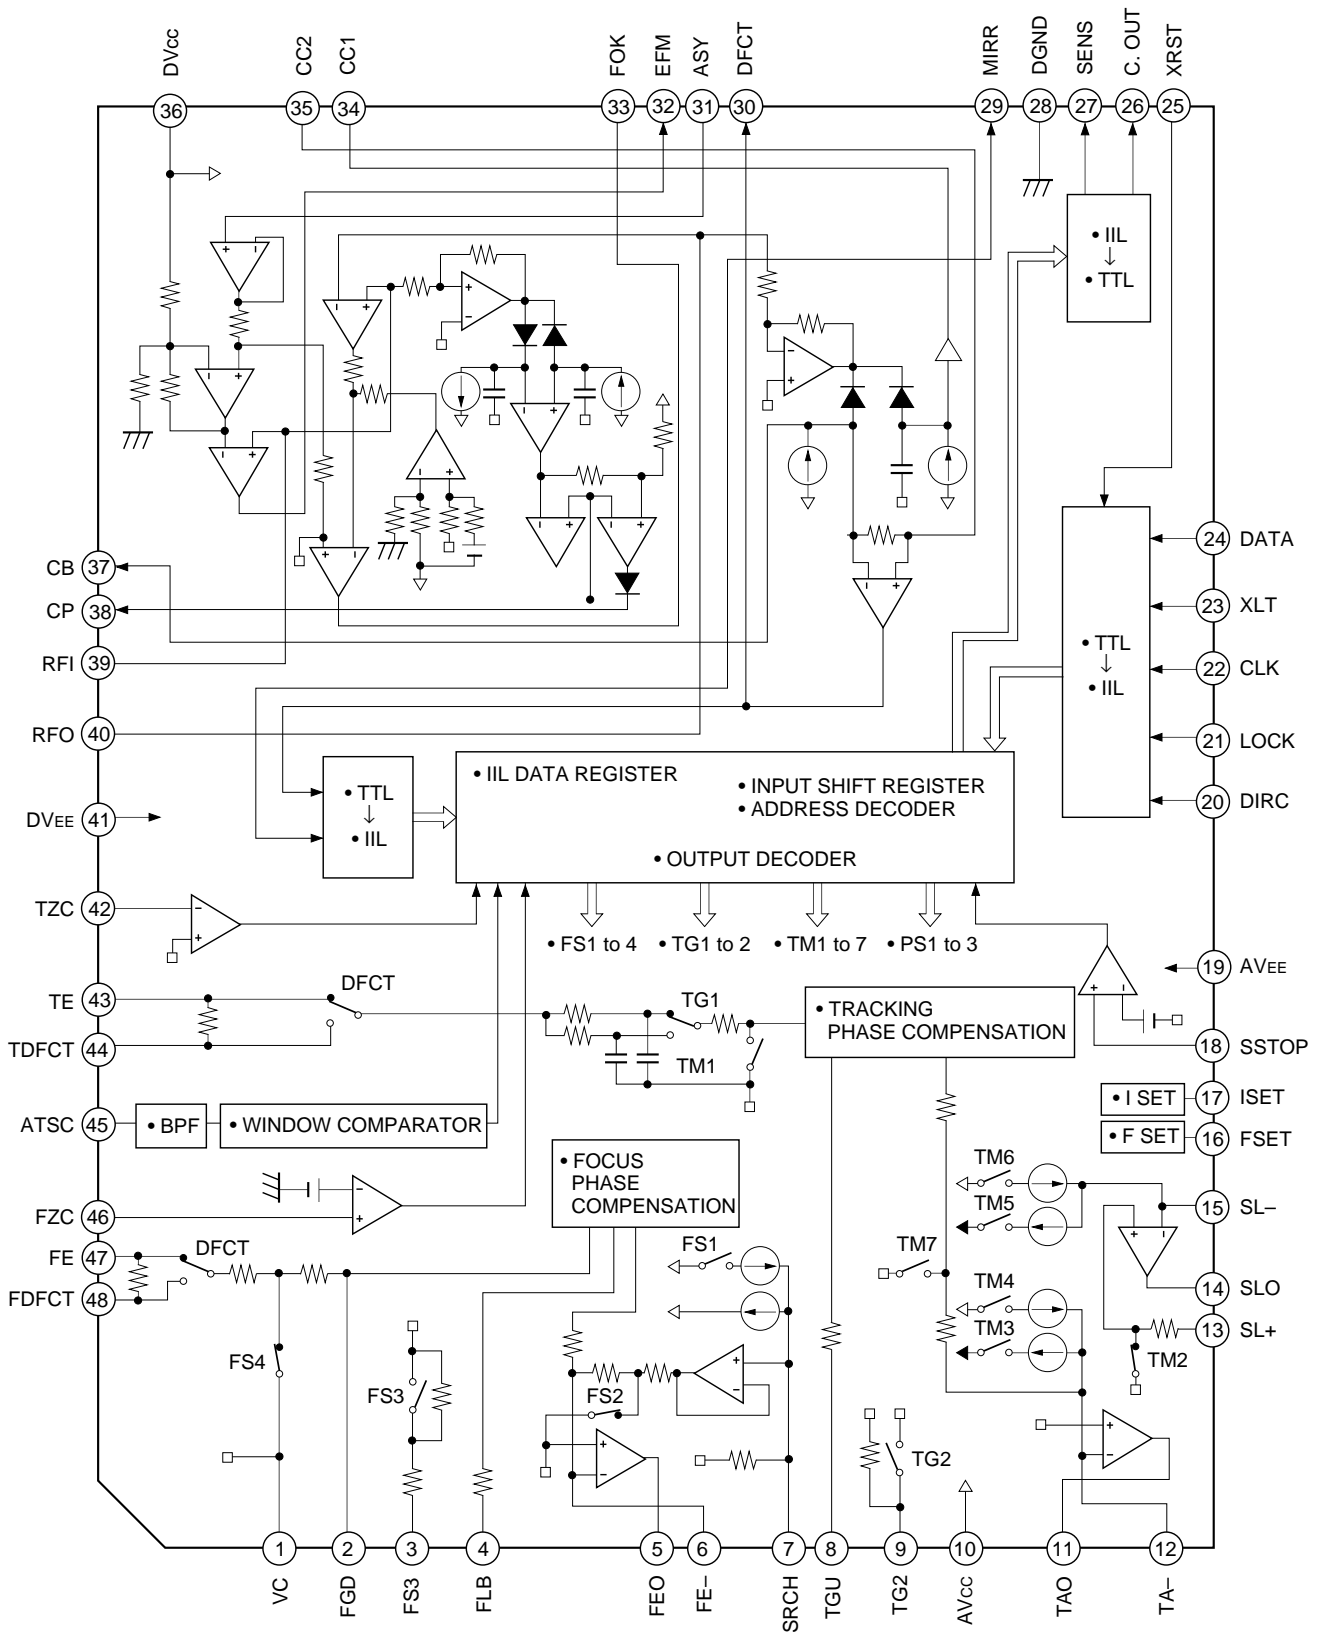 DVcc
CC2
CC1
FOK
EFM
ASY
DFCT
MIRR
DGND
SENS
C. OUT
XRST
36
35
34
33
32
31
30
29
28
27
26
25
• IIL
↓
• TTL
+ −
− +
+
−
−
+
CB 37
CP 38
RFI 39
RFO 40
DVEE 41
TZC 42
TE 43
TDFCT 44
ATSC 45
FZC 46
FE 47
FDFCT 48
24 DATA
23 XLT
22 CLK
21 LOCK
20 DIRC
19 AVEE
18 SSTOP
17 ISET
16 FSET
15 SL−
14 SLO
13 SL+
• TTL
↓
• IIL
• TTL
↓
• IIL
• IIL DATA REGISTER
• INPUT SHIFT REGISTER
• ADDRESS DECODER
• OUTPUT DECODER
• FS1 to 4
• TG1 to 2
• TM1 to 7
• PS1 to 3
DFCT
TG1
TM1
• TRACKING
PHASE COMPENSATION
• BPF
• WINDOW COMPARATOR
• I SET
• F SET
• FOCUS
PHASE
COMPENSATION
DFCT
FS4
FS3
FS1
FS2
TM6
TM5
TM7
TM4
TM3
TM2
TG2
1
2
3
4
5
6
7
8
9
10
11
12
VC
FGD
FS3
FLB
FEO
FE−
SRCH
TGU
TG2
AVcc
TAO
TA−